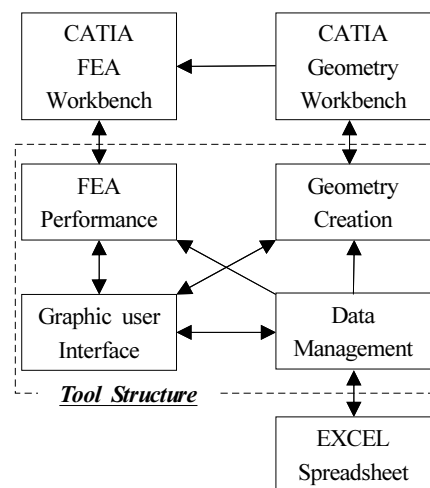 CATIA
FEA
Workbench
CATIA
Geometry
Workbench
FEA
Performance
Geometry
Creation
Graphic user
Interface
Data
Management
Tool Structure
EXCEL
Spreadsheet